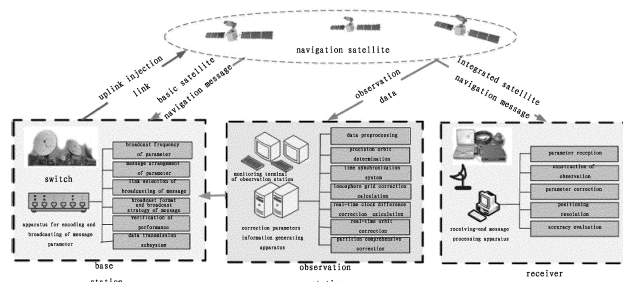 navigation satellite
uplink injection
link
basic satellite
navigation message
observation
data
integrated satellite
navigation message
switch
apparatus for encoding and
broadcasting of message
parameter
broadcast frequency
of parameter
message arrangement
of parameter
link selection of
broadcasting of message
broadcast format
and broadcast
strategy of message
verification of
performance
data transmission
subsystem
base
station
monitoring terminal
of observation station
correction parameters
information generating
apparatus
data preprocessing
precision orbit
determination
time synchronization
system
ionosphere grid correction
calculation
real-time clock difference
correction calculation
real-time orbit
correction
partition comprehensive
correction
observation
receiving-end message
processing apparatus
parameter reception
construction of
observation
parameter correction
positioning
resolution
accuracy evaluation
receiver